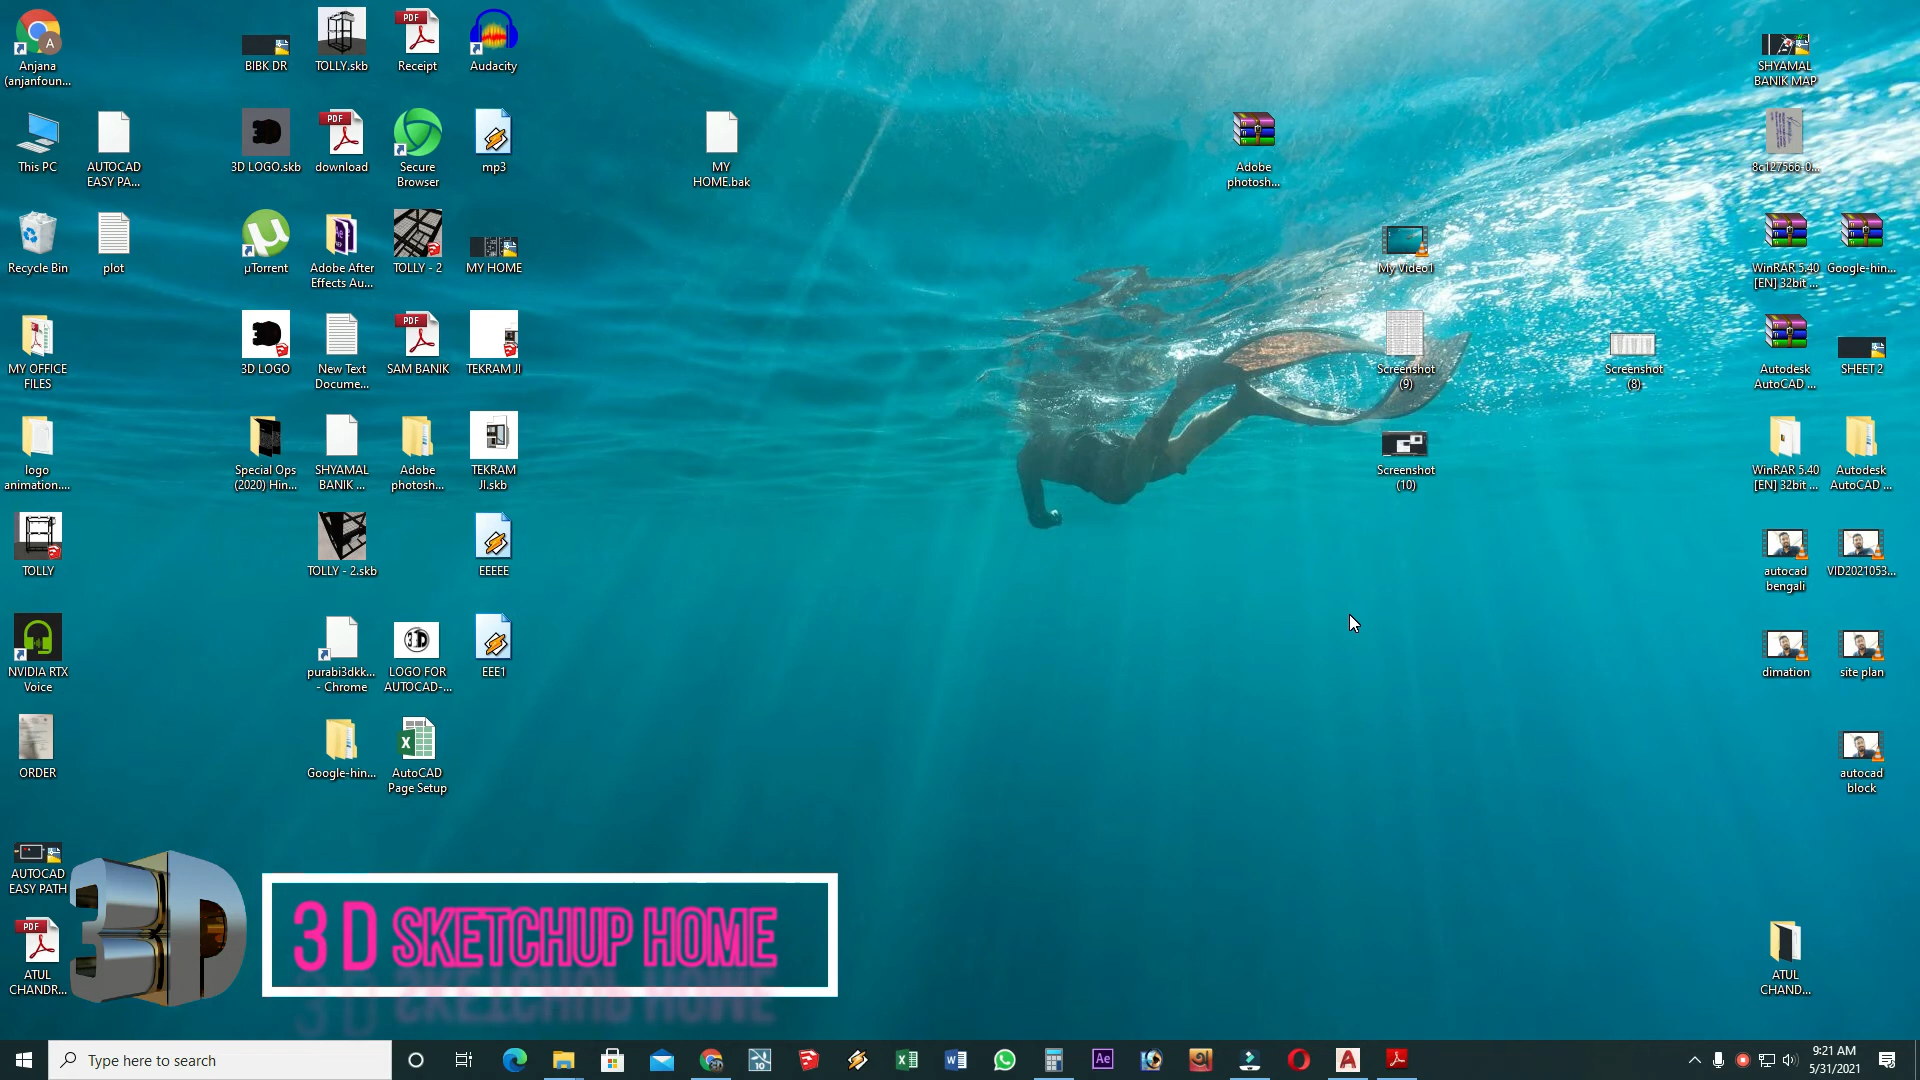 Anjana
(anjanfoun...
BIBK DR
TOLLY.skb
Receipt
Audacity
SHYAMAL
BANIK MAP
This PC
AUTOCAD
EASY PA...
3D LOGO.skb
download
Secure
Browser
mp3
MY
HOME.bak
Adobe
photosh...
8c127566-0...
Recycle Bin
plot
µTorrent
Adobe After
Effects Au...
TOLLY - 2
MY HOME
My Video1
WinRAR 5.40
[EN] 32bit ...
Google-hin...
MY OFFICE
FILES
3D LOGO
New Text
Docume...
SAM BANIK
TEKRAM JI
Screenshot
(9)
Screenshot
(8)
Autodesk
AutoCAD ...
SHEET 2
logo
animation....
Special Ops
(2020) Hin...
SHYAMAL
BANIK ...
Adobe
photosh...
TEKRAM
JI.skb
Screenshot
(10)
WinRAR 5.40
[EN] 32bit ...
Autodesk
AutoCAD ...
TOLLY
TOLLY - 2.skb
EEEEE
autocad
bengali
VID2021053...
NVIDIA RTX
Voice
purabi3dkk...
- Chrome
LOGO FOR
AUTOCAD-...
EEE1
dimation
site plan
ORDER
Google-hin...
AutoCAD
Page Setup
autocad
block
AUTOCAD
EASY PATH
ATUL
CHANDR...
3D
3D SKETCHUP HOME
ATUL
CHAND...
Type here to search
9:21 AM
5/31/2021